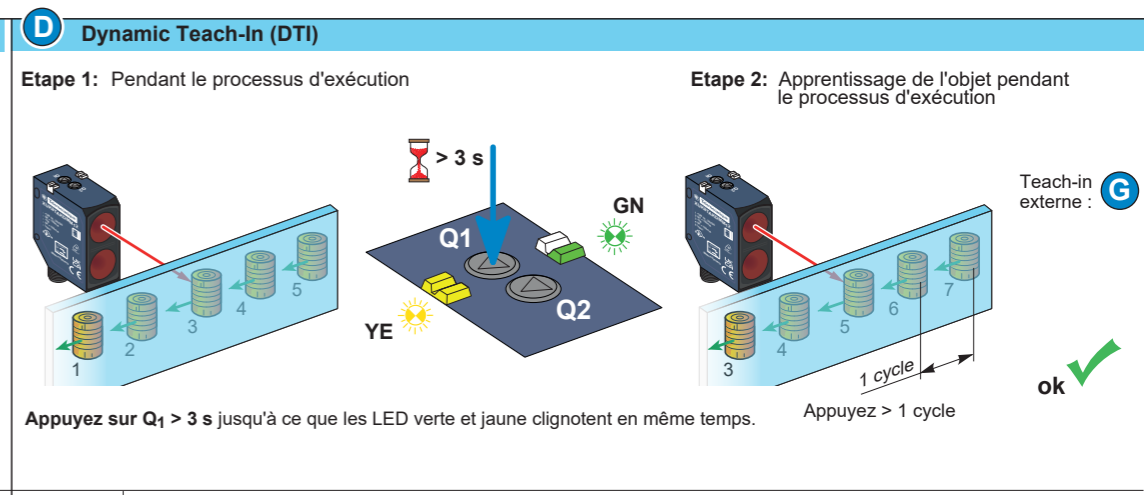 D Dynamic Teach-In (DTI)
Etape 1: Pendant le processus d'exécution
1
2
3
4
5
> 3 s
Q1
Q2
GN
YE
Appuyez sur Q1 > 3 s jusqu'à ce que les LED verte et jaune clignotent en même temps.
Etape 2: Apprentissage de l'objet pendant
le processus d'exécution
3
4
5
6
7
1 cycle
Appuyez > 1 cycle
Teach-in
externe : G
ok